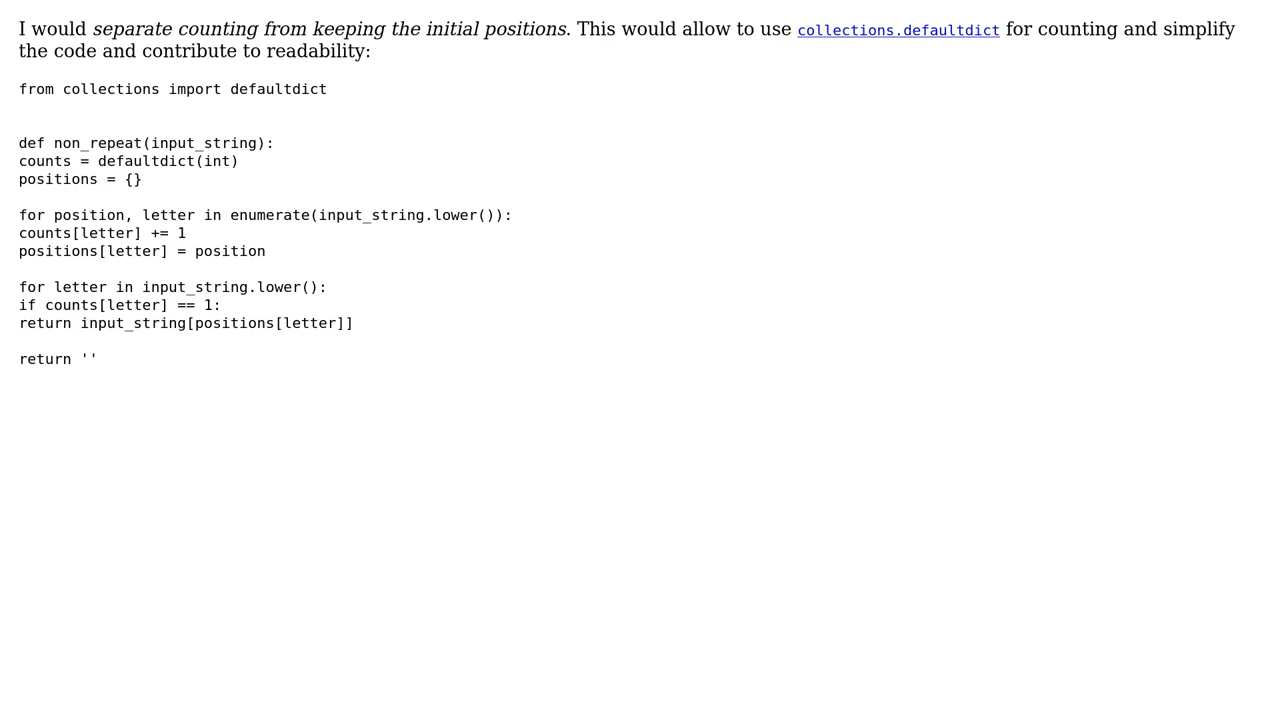 I would separate counting from keeping the initial positions. This would allow to use collections.defaultdict for counting and simplify
the code and contribute to readability:
from collections import defaultdict
def non_repeat(input_string):
counts = defaultdict(int)
positions = {}
for position, letter in enumerate(input_string.lower()):
counts[letter] += 1
positions[letter] = position
for letter in input_string.lower():
if counts[letter] == 1:
return input_string[positions[letter]]
return ''